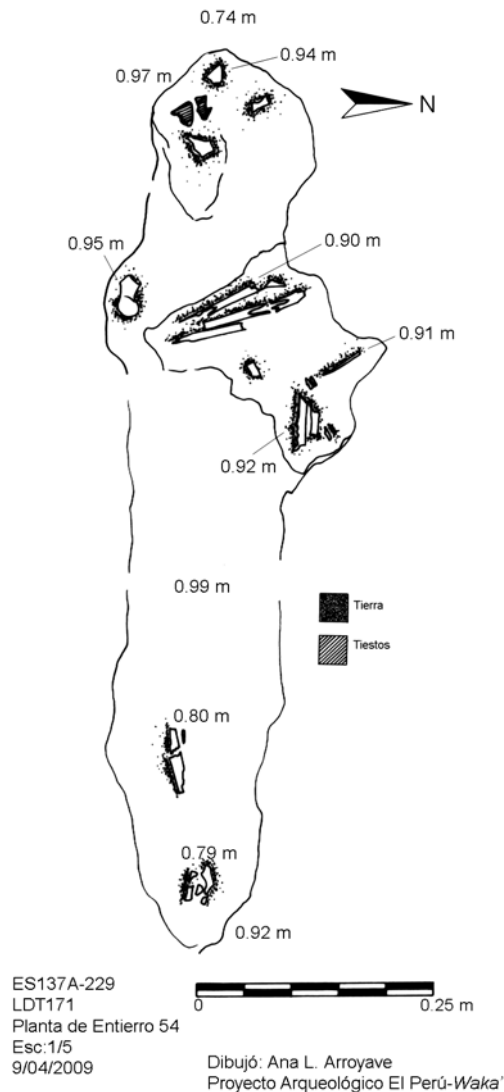 0.74 m
0.94 m
0.97 m
N
0.95 m
0.90 m
0.91 m
0.92 m
0.99 m
Tierra
Tiestos
0.80 m
0.79 m
0.92 m
ES137A-229
LDT171
Planta de Entierro 54
Esc:1/5
9/04/2009
0
0.25 m
Dibujó: Ana L. Arroyave
Proyecto Arqueológico El Perú-Waka'